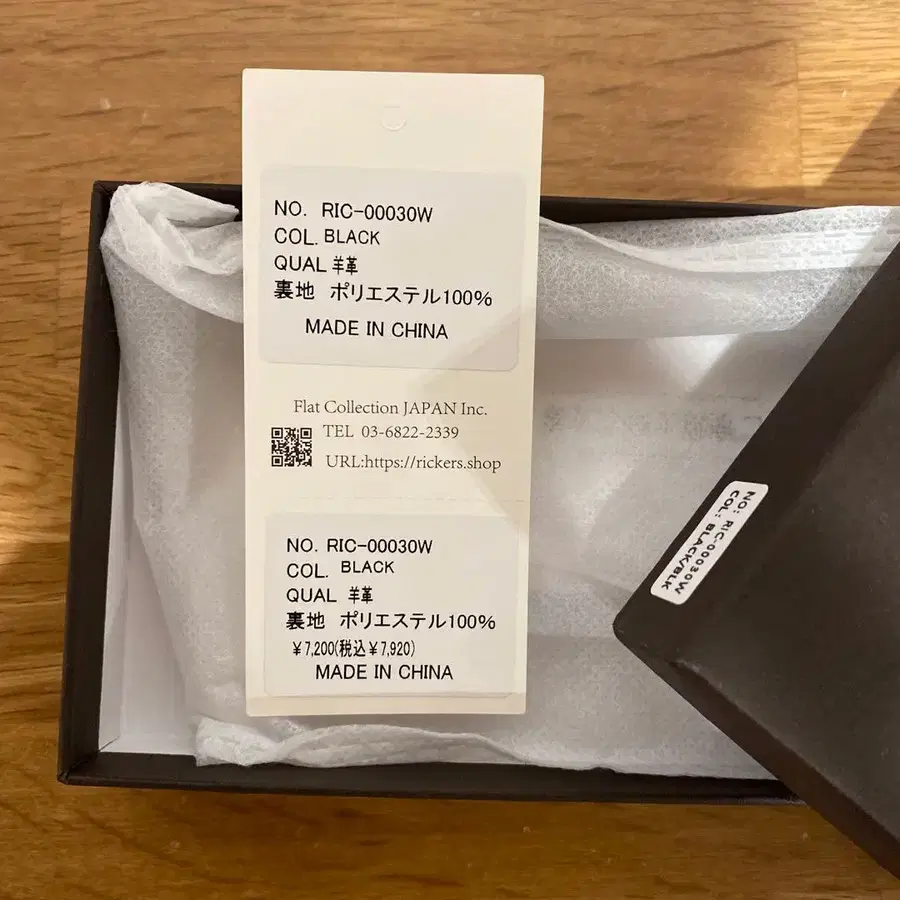 NO. RIC-00030W
COL. BLACK
QUAL 羊革
裏地 ポリエステル100%
MADE IN CHINA
Flat Collection JAPAN Inc.
TEL 03-6822-2339
URL:https://rickers.shop
NO. RIC-00030W
COL. BLACK
QUAL 羊革
裏地 ポリエステル100%
¥7,200(税込¥7,920)
MADE IN CHINA
NO: RIC-00030W
COL: BLACK/BLK